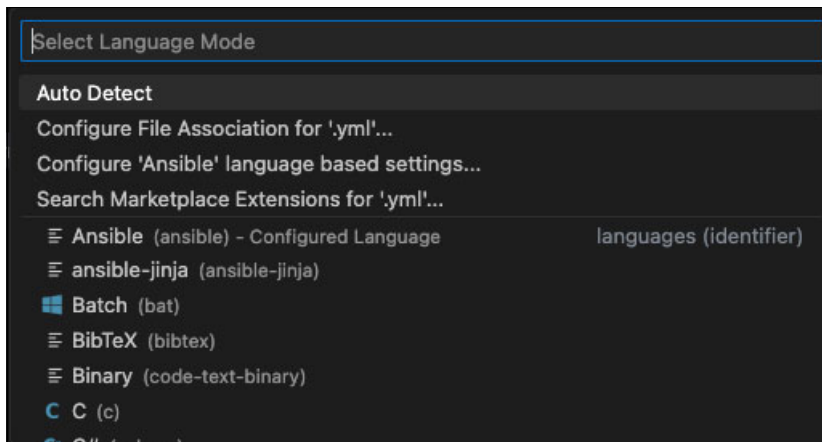 Select Language Mode
Auto Detect
Configure File Association for '.yml'...
Configure 'Ansible' language based settings...
Search Marketplace Extensions for '.yml'...
Ansible (ansible) - Configured Language languages (identifier)
ansible-jinja (ansible-jinja)
Batch (bat)
BibTeX (bibtex)
Binary (code-text-binary)
C C (c)